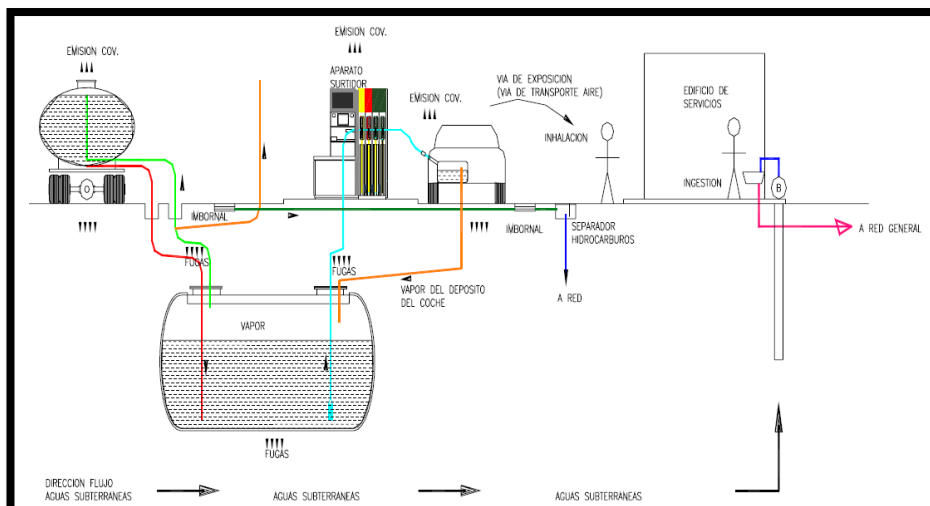 EMISION COV.
EMISION COV.
APARATO
SURTIDOR
EMISION COV.
VIA DE EXPOSICION
(VIA DE TRANSPORTE AIRE)
INHALACION
EDIFICIO DE
SERVICIOS
INGESTION
B
O
IMBORNAL
IMBORNAL
SEPARADOR
HIDROCARBUROS
A RED GENERAL
FUGAS
FUGAS
A RED
VAPOR DEL DEPOSITO
DEL COCHE
VAPOR
FUGAS
DIRECCION FLUJO
AGUAS SUBTERRANEAS
AGUAS SUBTERRANEAS
AGUAS SUBTERRANEAS